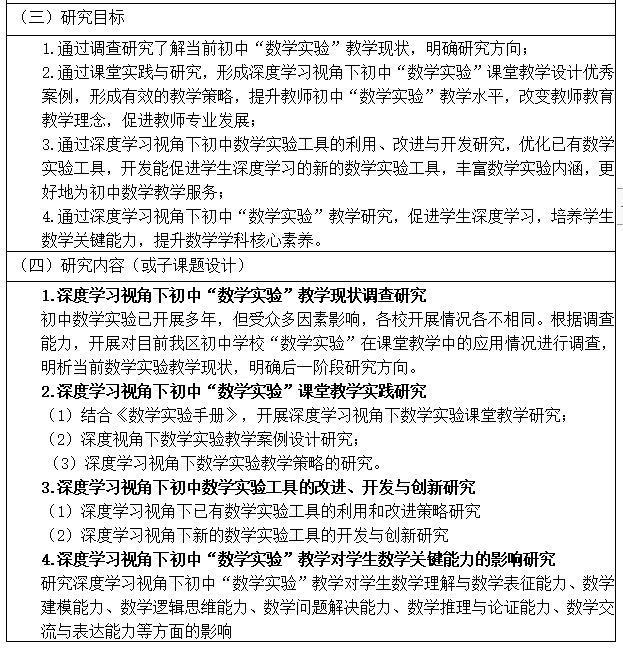 （三）研究目标
1.通过调查研究了解当前初中“数学实验”教学现状，明确研究方向；
2.通过课堂实践与研究，形成深度学习视角下初中“数学实验”课堂教学设计优秀
案例，形成有效的教学策略，提升教师初中“数学实验”教学水平，改变教师教育
教学理念，促进教师专业发展；
3.通过深度学习视角下初中数学实验工具的利用、改进与开发研究，优化已有数学
实验工具，开发能促进学生深度学习的新的数学实验工具，丰富数学实验内涵，更
好地为初中数学教学服务；
4.通过深度学习视角下初中“数学实验”教学研究，促进学生深度学习，培养学生
数学关键能力，提升数学学科核心素养。
（四）研究内容（或子课题设计）
1.深度学习视角下初中“数学实验”教学现状调查研究
初中数学实验已开展多年，但受众多因素影响，各校开展情况各不相同。根据调查
能力，开展对目前我区初中学校“数学实验”在课堂教学中的应用情况进行调查，
明析当前数学实验教学现状，明确后一阶段研究方向。
2.深度学习视角下初中“数学实验”课堂教学实践研究
（1）结合《数学实验手册》，开展深度学习视角下数学实验课堂教学研究；
（2）深度视角下数学实验教学案例设计研究；
（3）深度学习视角下数学实验教学策略的研究。
3.深度学习视角下初中数学实验工具的改进、开发与创新研究
（1）深度学习视角下已有数学实验工具的利用和改进策略研究
（2）深度学习视角下新的数学实验工具的开发与创新研究
4.深度学习视角下初中“数学实验”教学对学生数学关键能力的影响研究
研究深度学习视角下初中“数学实验”教学对学生数学理解与数学表征能力、数学
建模能力、数学逻辑思维能力、数学问题解决能力、数学推理与论证能力、数学交
流与表达能力等方面的影响